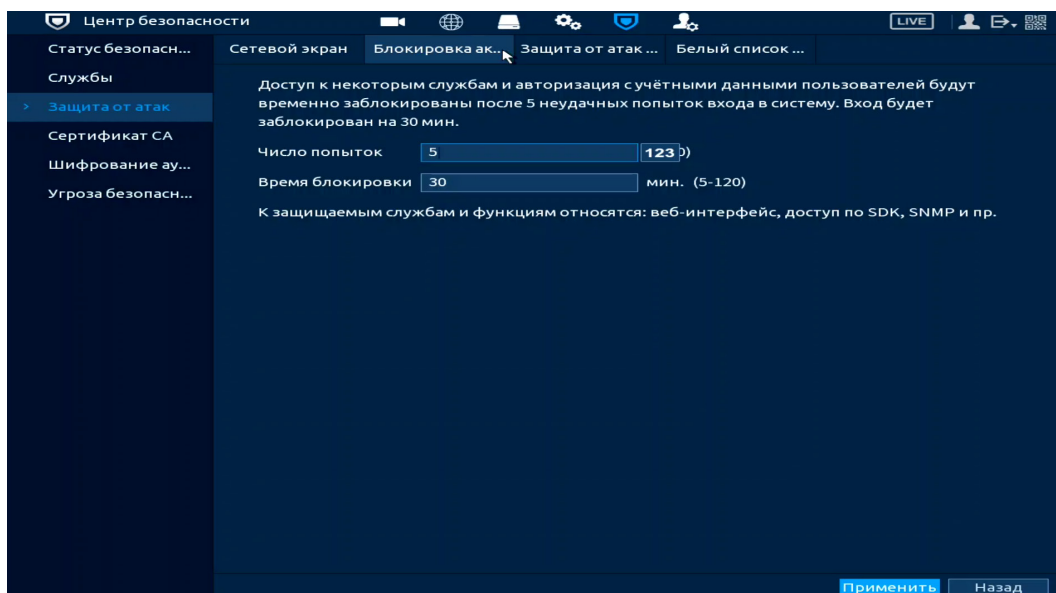 Центр безопасности
LIVE
Статус безопасн...
Службы
Защита от атак
Сертификат CA
Шифрование ау...
Угроза безопасн...
Сетевой экран
Блокировка ак...
Защита от атак ...
Белый список ...
Доступ к некоторым службам и авторизация с учётными данными пользователей будут
временно заблокированы после 5 неудачных попыток входа в систему. Вход будет
заблокирован на 30 мин.
Число попыток 5 123 )
Время блокировки 30 мин. (5-120)
К защищаемым службам и функциям относятся: веб-интерфейс, доступ по SDK, SNMP и пр.
Применить
Назад